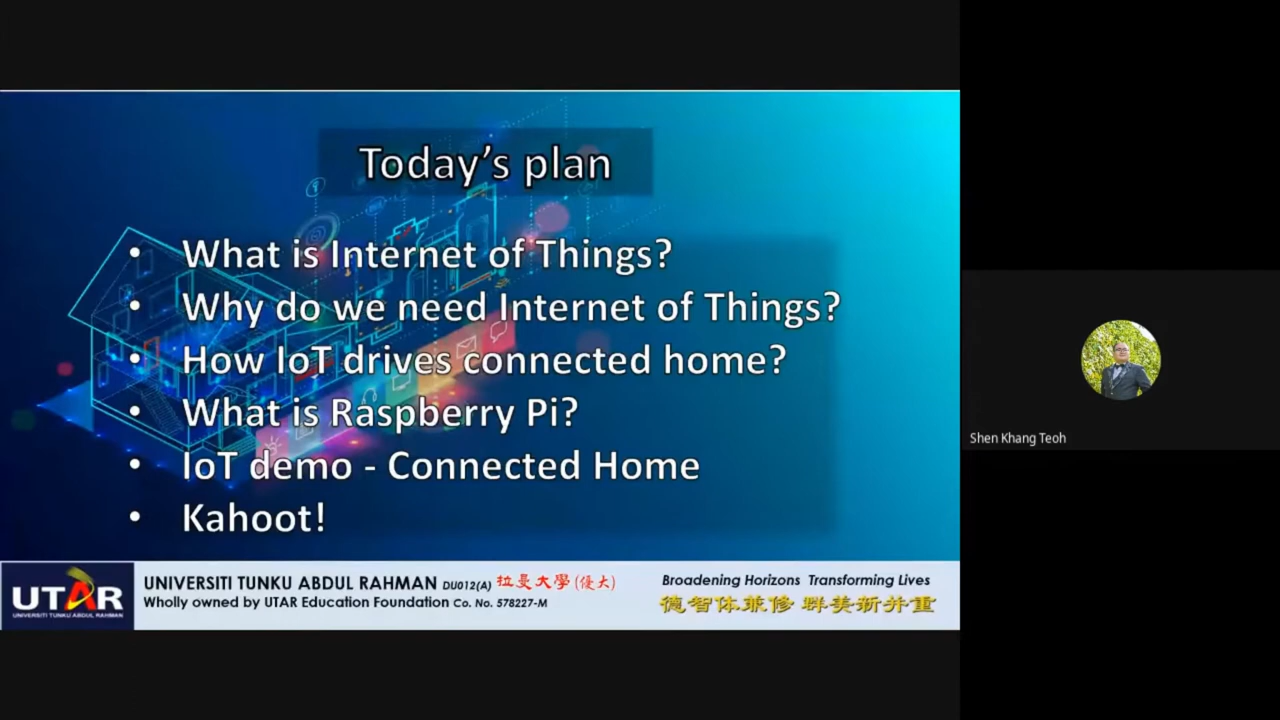 Today's plan
• What is Internet of Things?
• Why do we need Internet of Things?
• How IoT drives connected home?
• What is Raspberry Pi?
• IoT demo - Connected Home
• Kahoot!
Shen Khang Teoh
UTAR
UNIVERSITI TUNKU ABDUL RAHMAN
UNIVERSITI TUNKU ABDUL RAHMAN DU012(A) 拉曼大學(優大)
Wholly owned by UTAR Education Foundation Co. No. 578227-M
Broadening Horizons Transforming Lives
德智体兼修 群美新并重